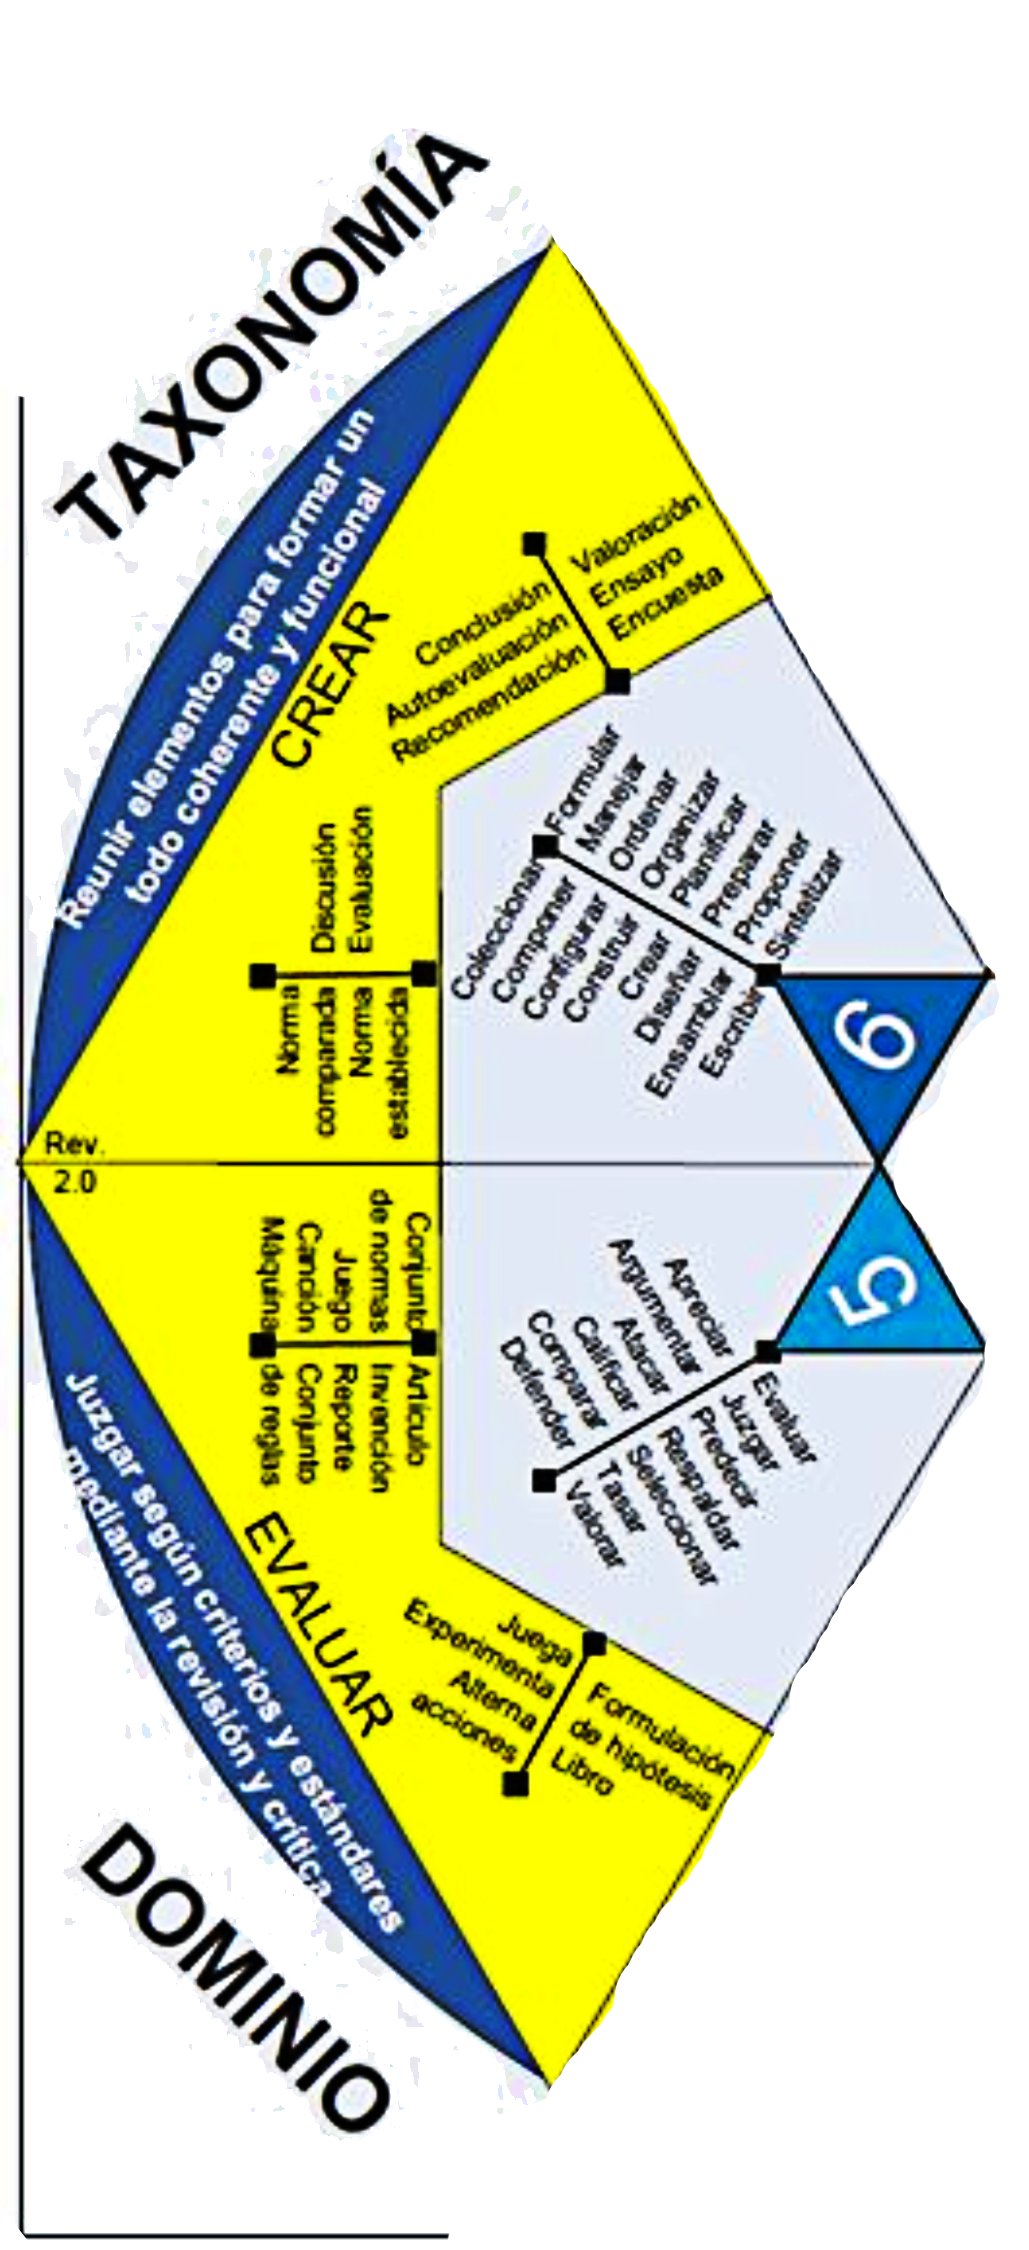 TAXONOMÍA
Reunir elementos para formar un
todo coherente y funcional
CREAR
Conclusión
Autoevaluación
Recomendación
Valoración
Ensayo
Encuesta
Discusión
Evaluación
Norma
comparada
Norma
establecida
Formular
Manejar
Ordenar
Organizar
Planificar
Preparar
Proponer
Sintetizar
Coleccionar
Componer
Configurar
Construir
Crear
Diseñar
Ensamblar
Escribir
6
Rev.
2.0
5
Apreciar
Argumentar
Atacar
Calificar
Comparar
Defender
Evaluar
Juzgar
Predecir
Respaldar
Seleccionar
Tasar
Valorar
Conjunto
de normas
Juego
Canción
Máquina
Artículo
Invención
Reporte
Conjunto
de reglas
EVALUAR
Juega
Experimenta
Alterna
acciones
Formulación
de hipótesis
Libro
Juzgar según criterios y estándares
mediante la revisión y crítica
DOMINIO